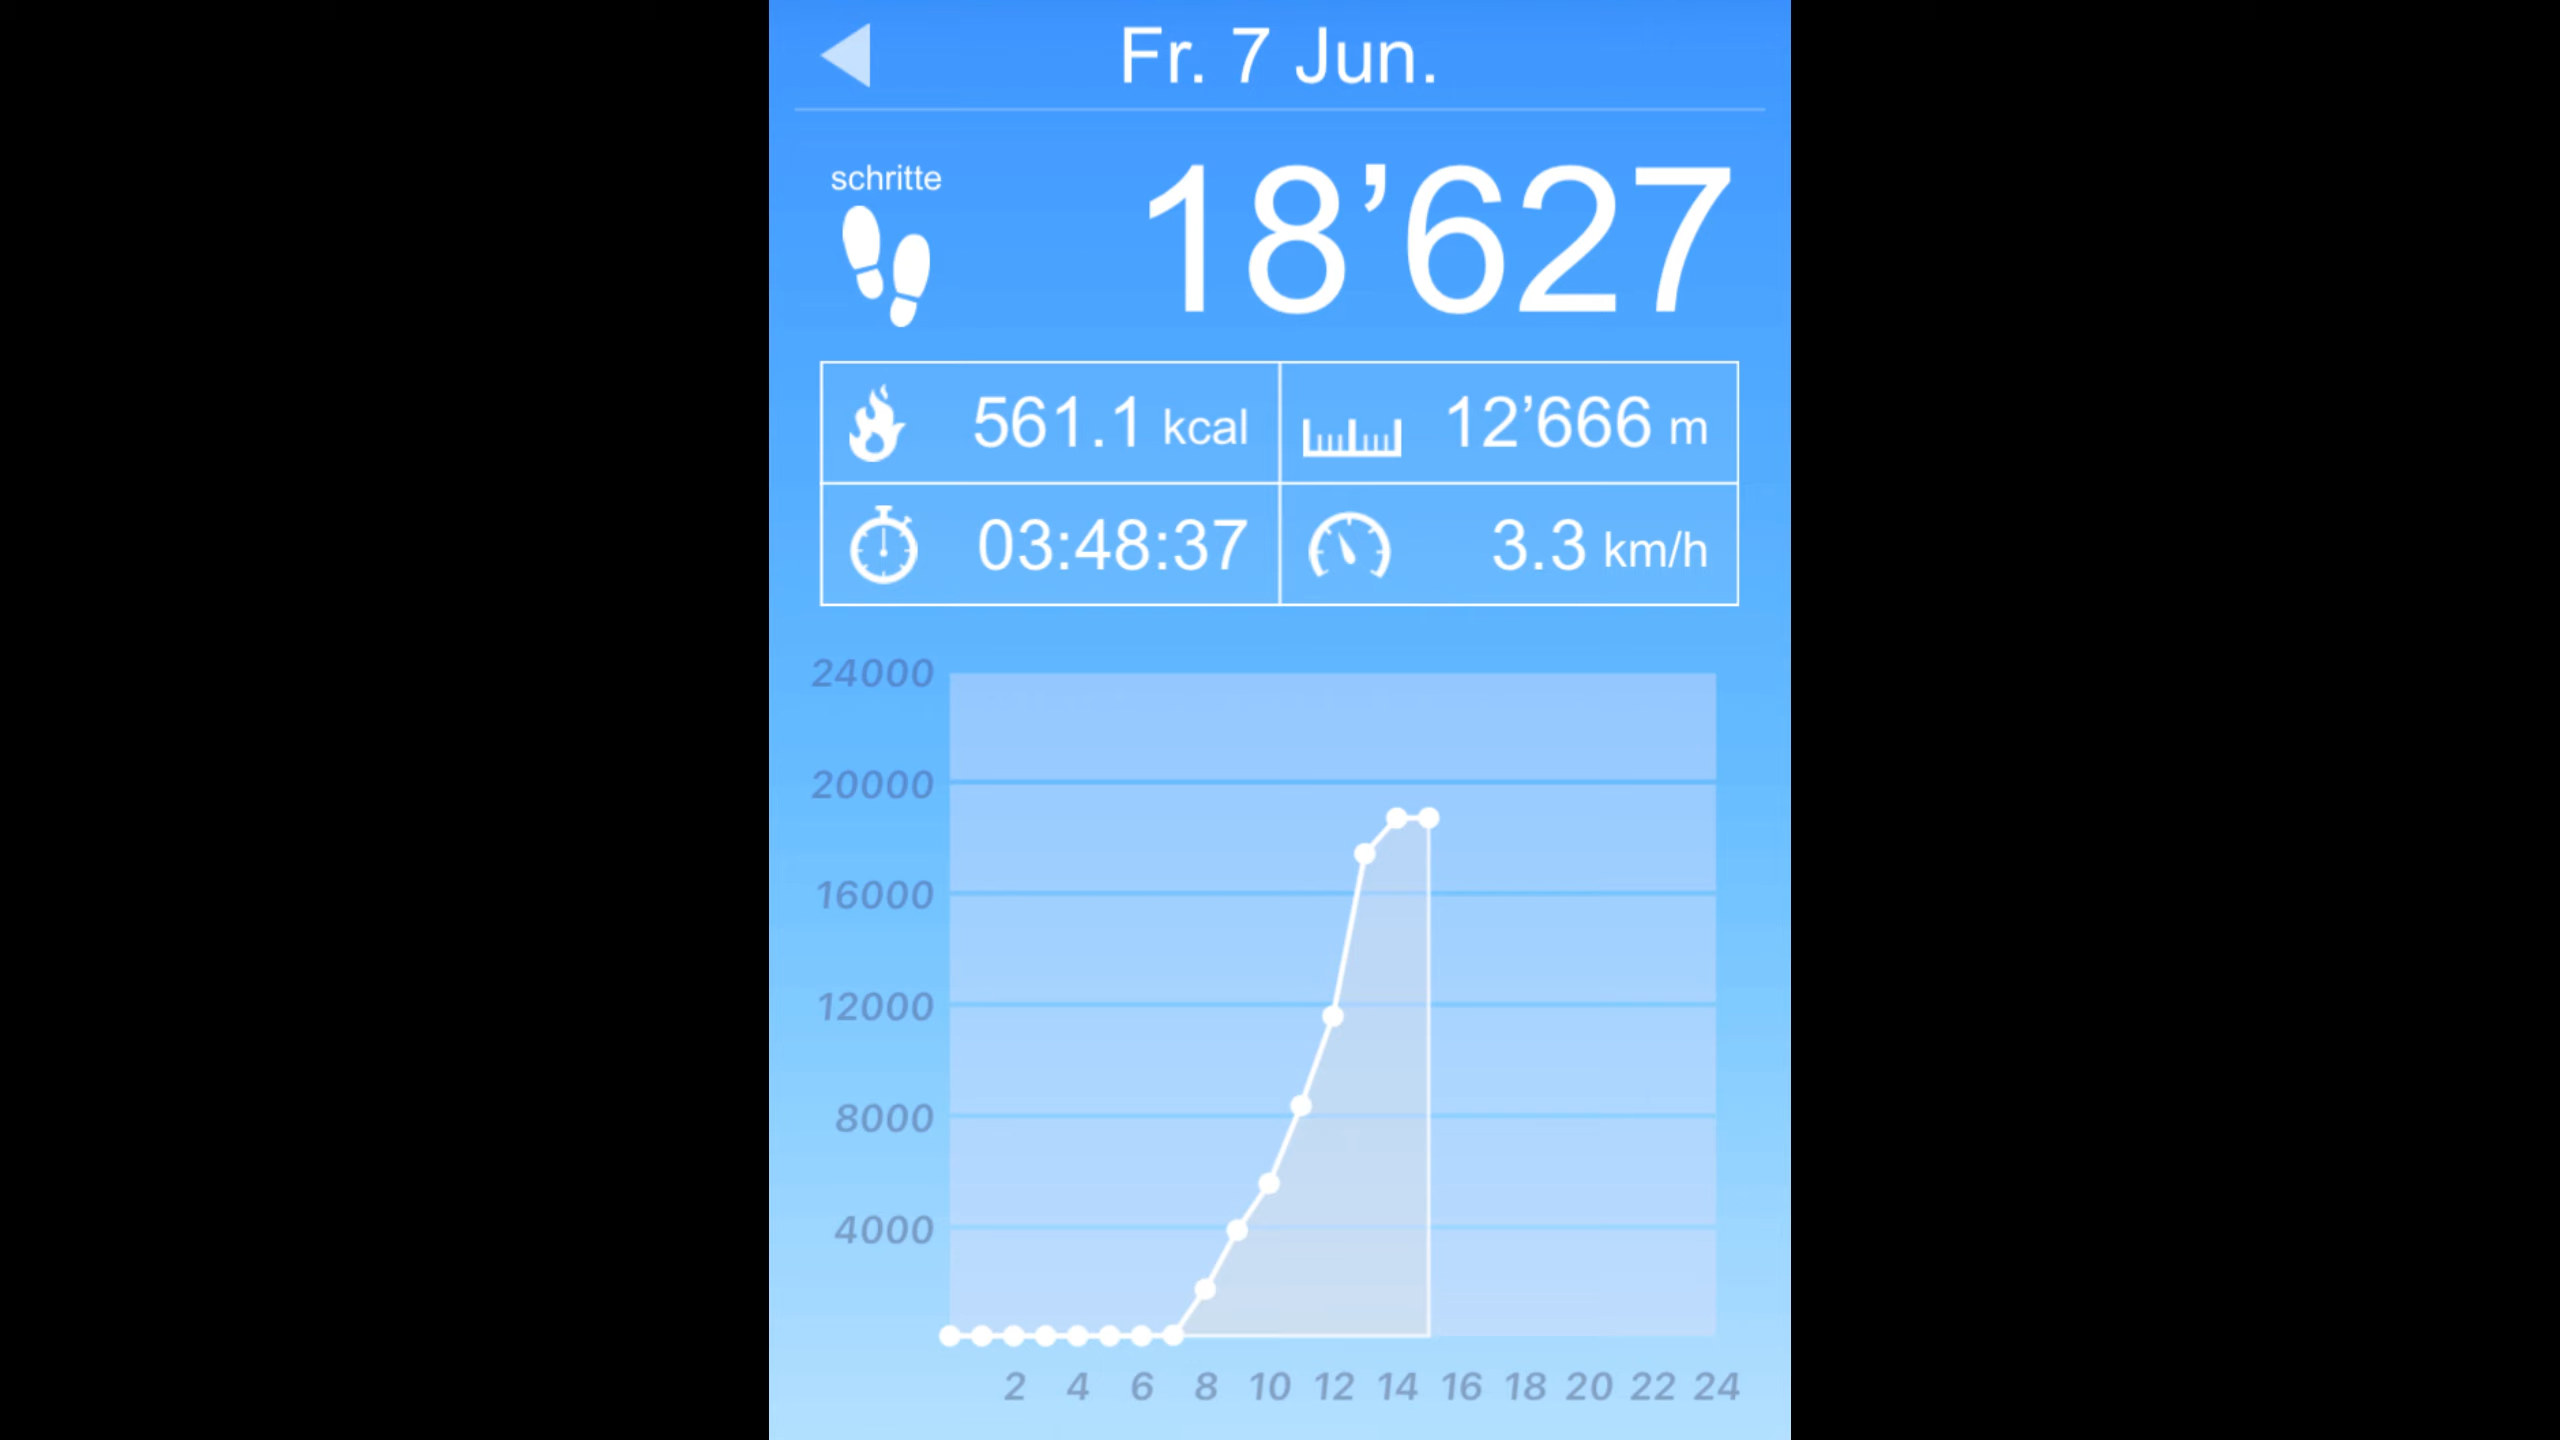 Fr. 7 Jun.
schritte
18’627
561.1 kcal
12’666 m
03:48:37
3.3 km/h
24000
20000
16000
12000
8000
4000
2 4 6 8 10 12 14 16 18 20 22 24